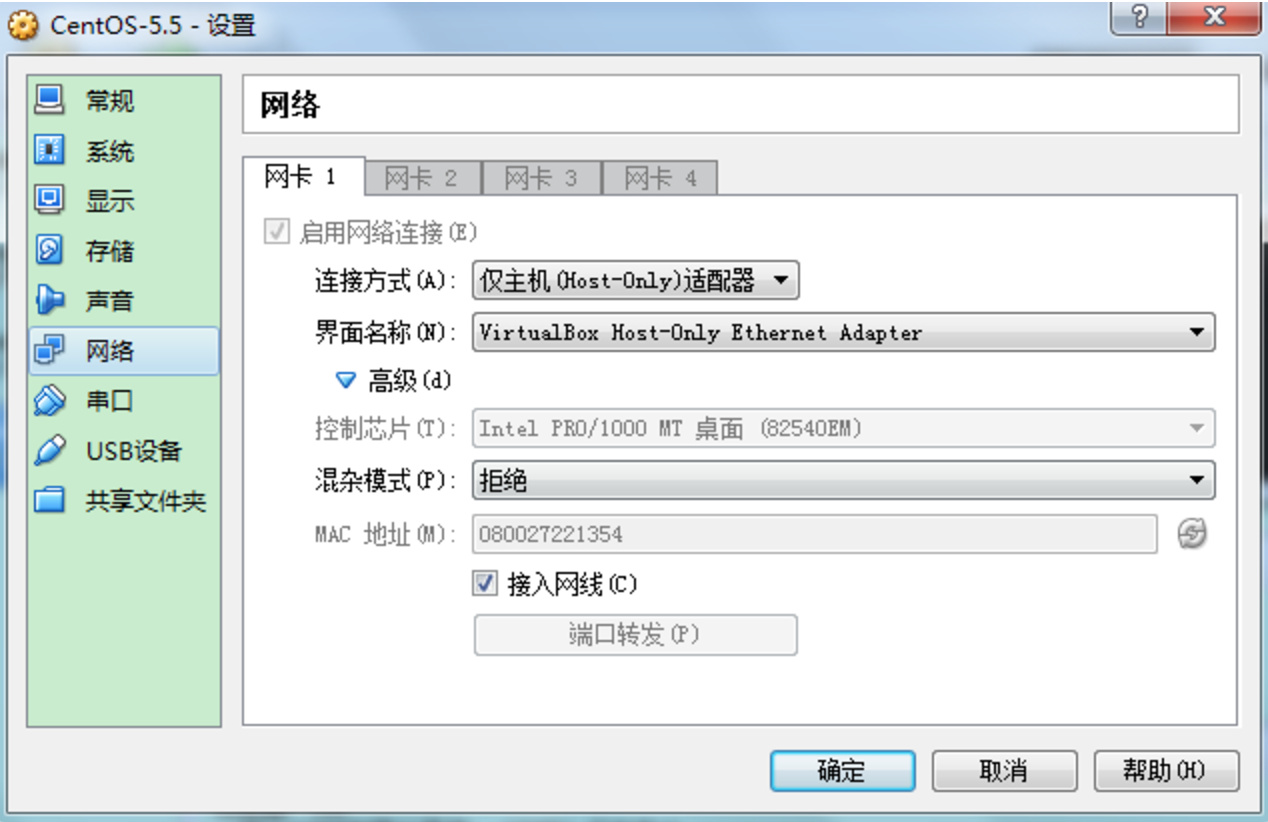 CentOS-5.5 - 设置
常规
系统
显示
存储
声音
网络
串口
USB设备
共享文件夹
网络
网卡 1 网卡 2 网卡 3 网卡 4
启用网络连接(E)
连接方式(A): 仅主机(Host-Only)适配器
界面名称(N): VirtualBox Host-Only Ethernet Adapter
高级(d)
控制芯片(T): Intel PRO/1000 MT 桌面 (82540EM)
混杂模式(P): 拒绝
MAC 地址(M): 080027221354
接入网线(C)
端口转发(P)
确定 取消 帮助(H)